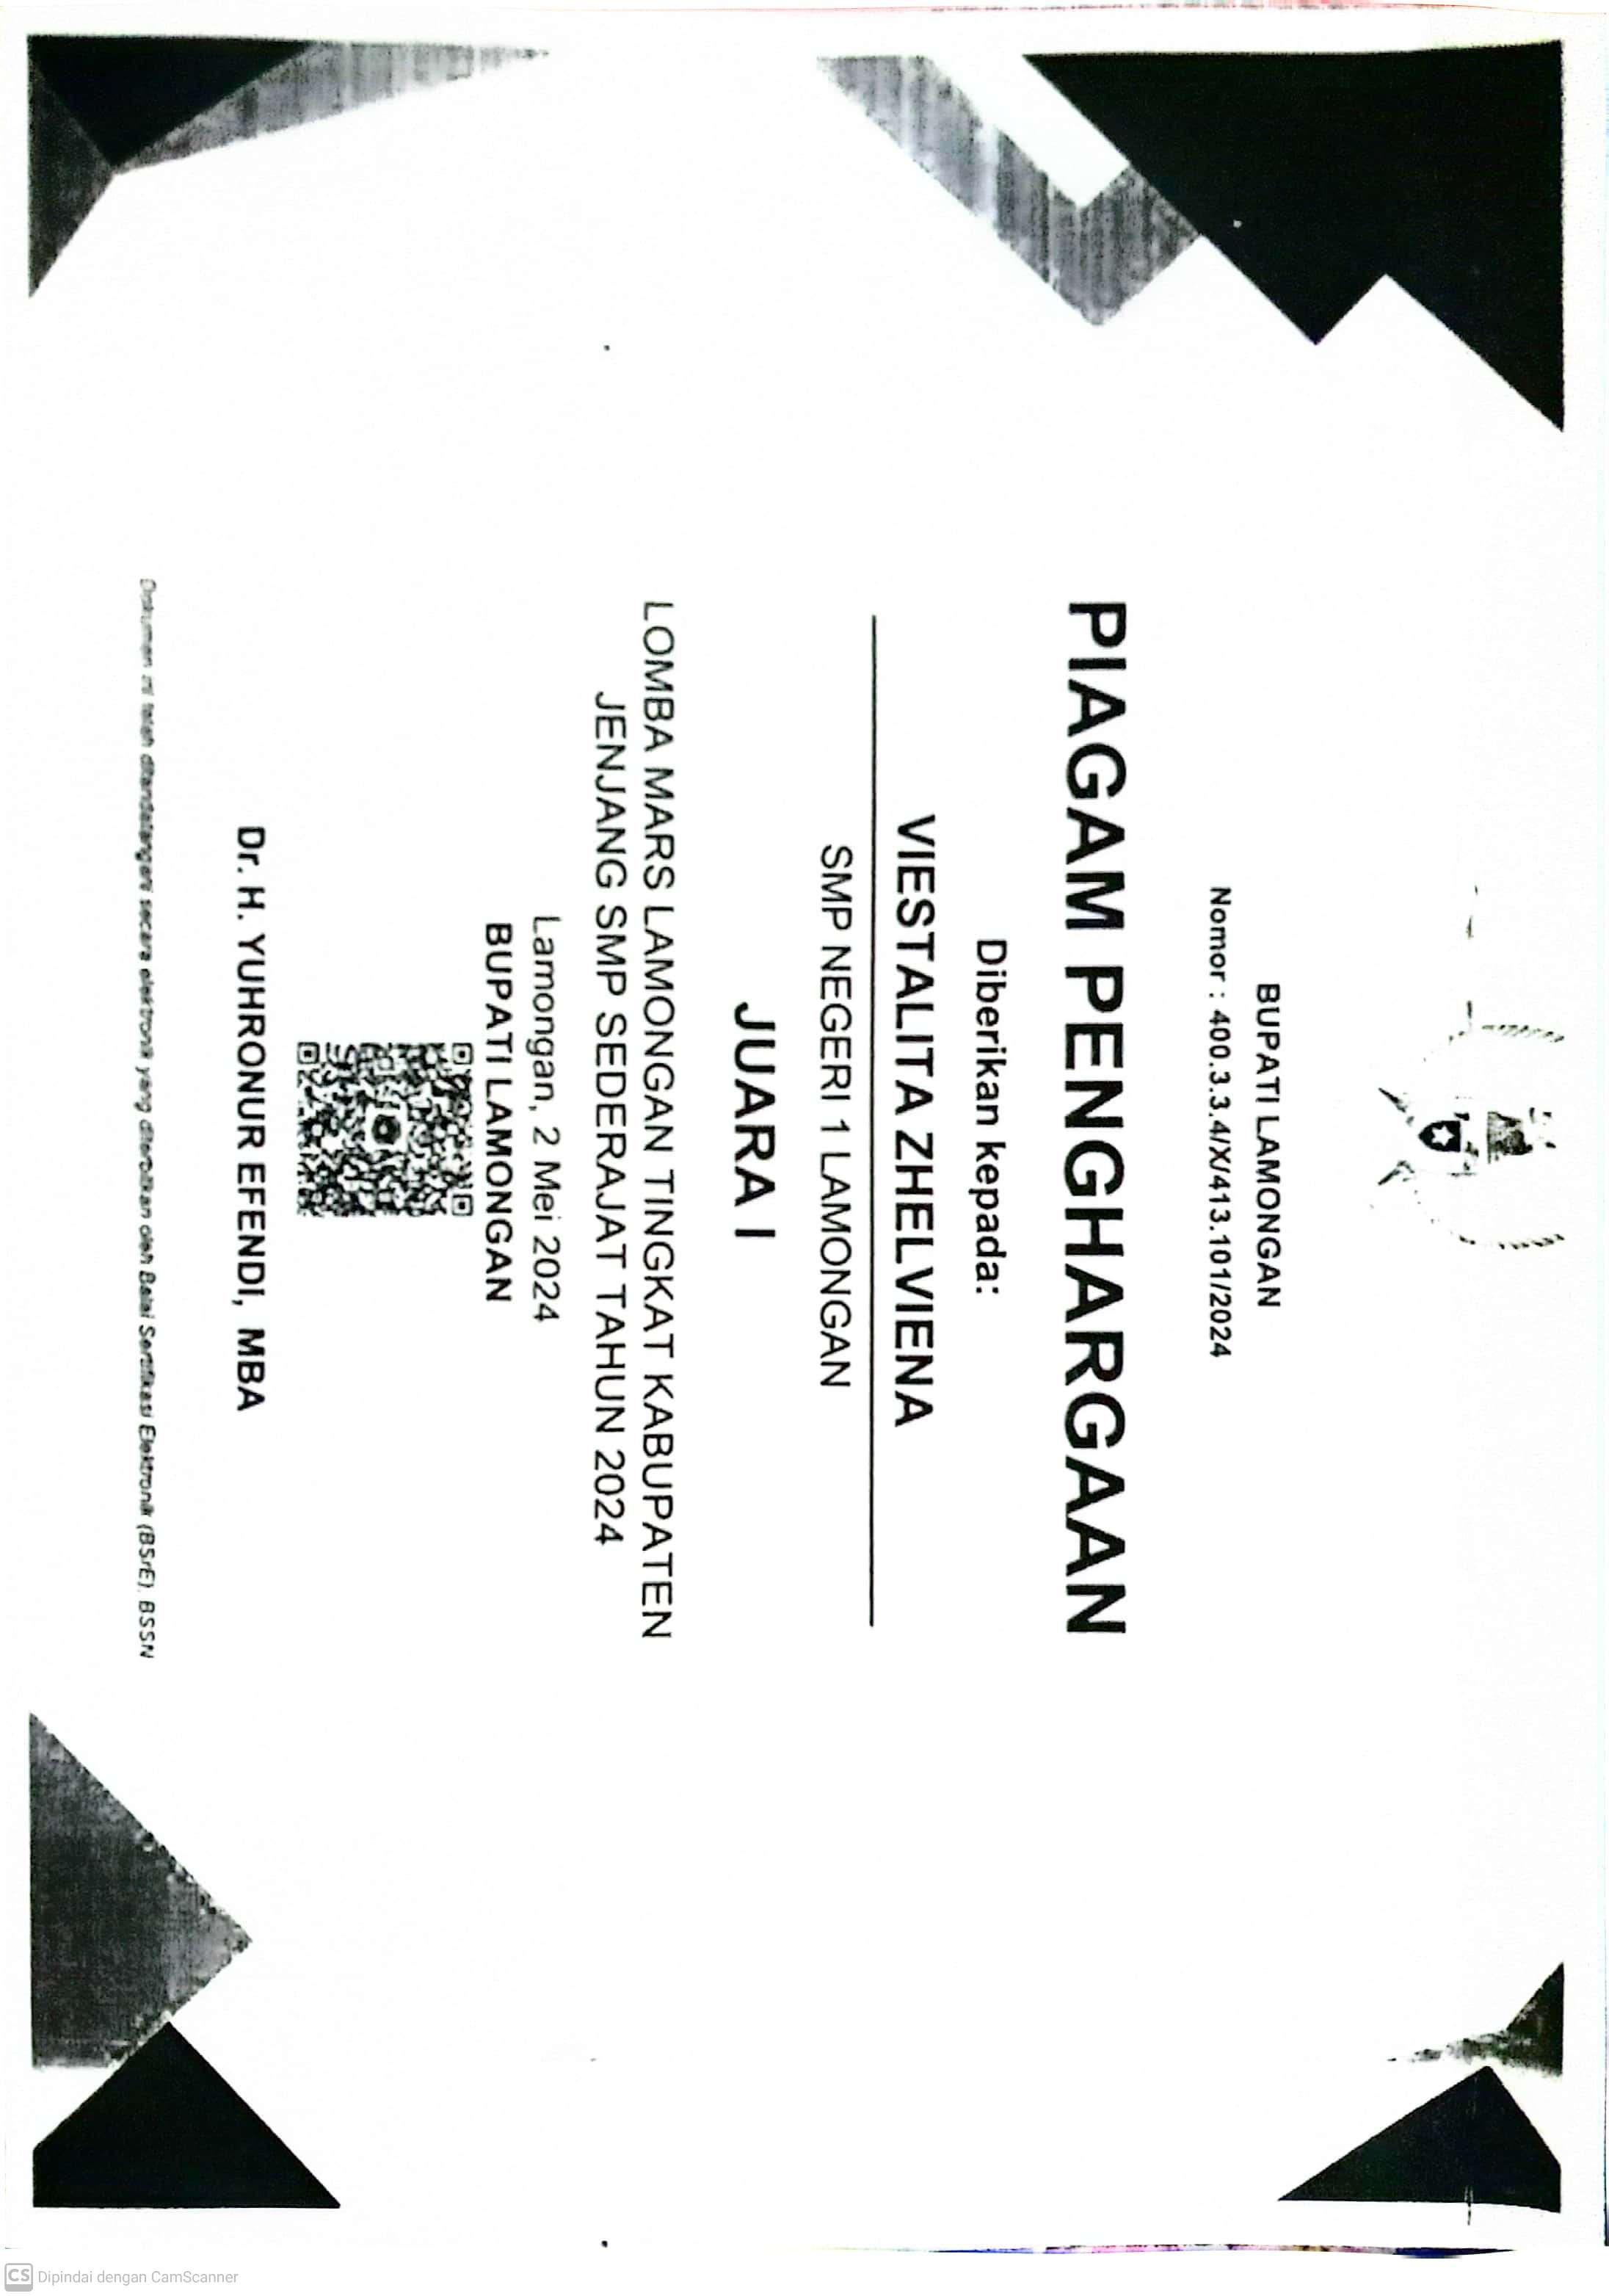 BUPATI LAMONGAN
Nomor : 400.3.3.4/X/413.101/2024
PIAGAM PENGHARGAAN
Diberikan kepada:
VIESTALITA ZHELVIENA
SMP NEGERI 1 LAMONGAN
JUARA I
LOMBA MARS LAMONGAN TINGKAT KABUPATEN
JENJANG SMP SEDERAJAT TAHUN 2024
Lamongan, 2 Mei 2024
BUPATI LAMONGAN
Dr. H. YUHRONUR EFENDI, MBA
Dokumen ini telah ditandatangani secara elektronik yang diterbitkan oleh Balai Sertifikasi Elektronik (BSrE), BSSN
CS Dipindai dengan CamScanner